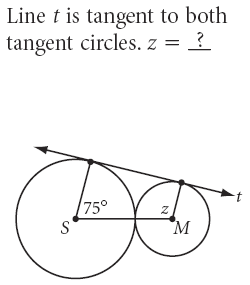 Line t is tangent to both
tangent circles. z = ?
t
75° z
S M